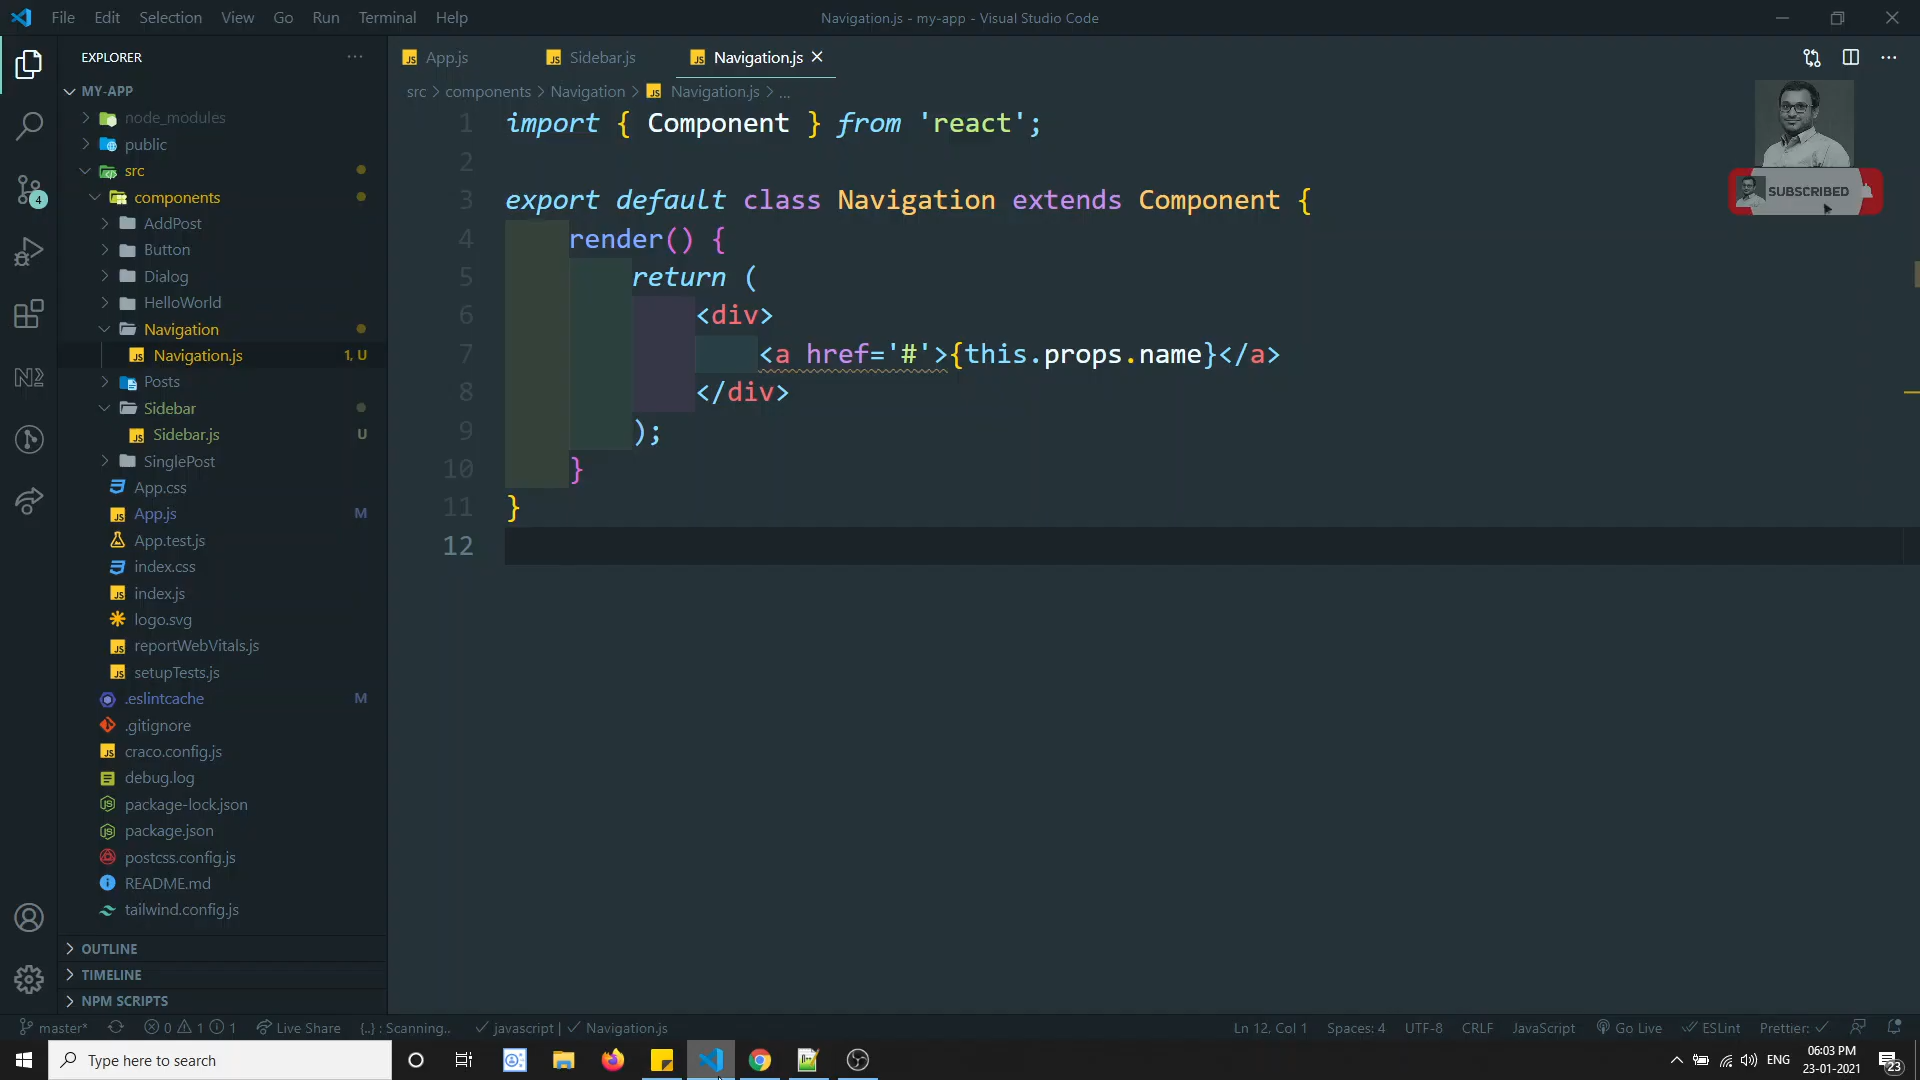 File Edit Selection View Go Run Terminal Help
Navigation.js - my-app - Visual Studio Code
EXPLORER
MY-APP
node_modules
public
src
components
AddPost
Button
Dialog
HelloWorld
Navigation
Navigation.js 1, U
Posts
Sidebar
Sidebar.js U
SinglePost
App.css
App.js M
App.test.js
index.css
index.js
logo.svg
reportWebVitals.js
setupTests.js
.eslintcache M
.gitignore
craco.config.js
debug.log
package-lock.json
package.json
postcss.config.js
README.md
tailwind.config.js
OUTLINE
TIMELINE
NPM SCRIPTS
4
App.js Sidebar.js Navigation.js
src > components > Navigation > Navigation.js > ...
1 import { Component } from 'react';
2
3 export default class Navigation extends Component {
4 render() {
5 return (
6 <div>
7 <a href='#'>{this.props.name}</a>
8 </div>
9 );
10 }
11 }
12
SUBSCRIBED
master* 0 1 1 Live Share {..} : Scanning.. javascript | Navigation.js
Ln 12, Col 1 Spaces: 4 UTF-8 CRLF JavaScript Go Live ESLint Prettier:
Type here to search
ENG
06:03 PM
23-01-2021
23